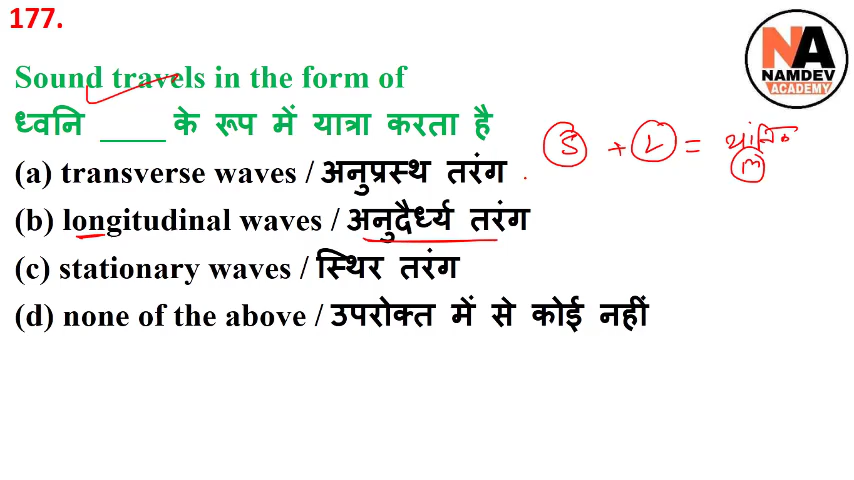 177.
NA
NAMDEV
ACADEMY
Sound travels in the form of
ध्वनि ____ के रूप में यात्रा करता है
(a) transverse waves / अनुप्रस्थ तरंग
(b) longitudinal waves / अनुदैर्ध्य तरंग
(c) stationary waves / स्थिर तरंग
(d) none of the above / उपरोक्त में से कोई नहीं
+ L =
m